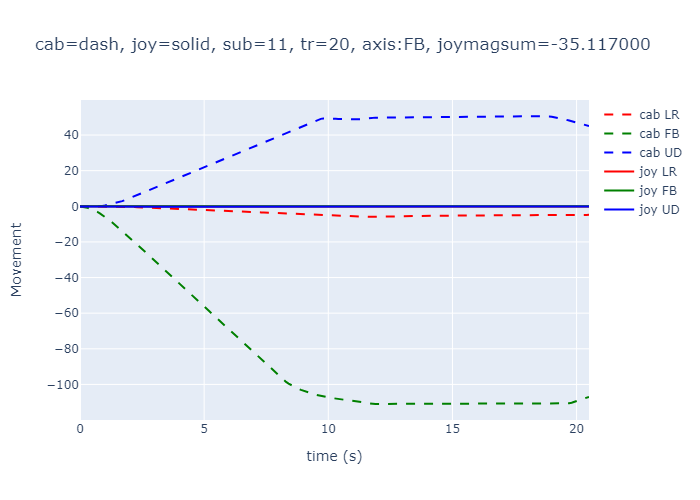 cab=dash, joy=solid, sub=11, tr=20, axis:FB, joymagsum=-35.117000
cab LR
cab FB
cab UD
joy LR
joy FB
joy UD
40
20
0
−20
−40
−60
−80
−100
Movement
0 5 10 15 20
time (s)